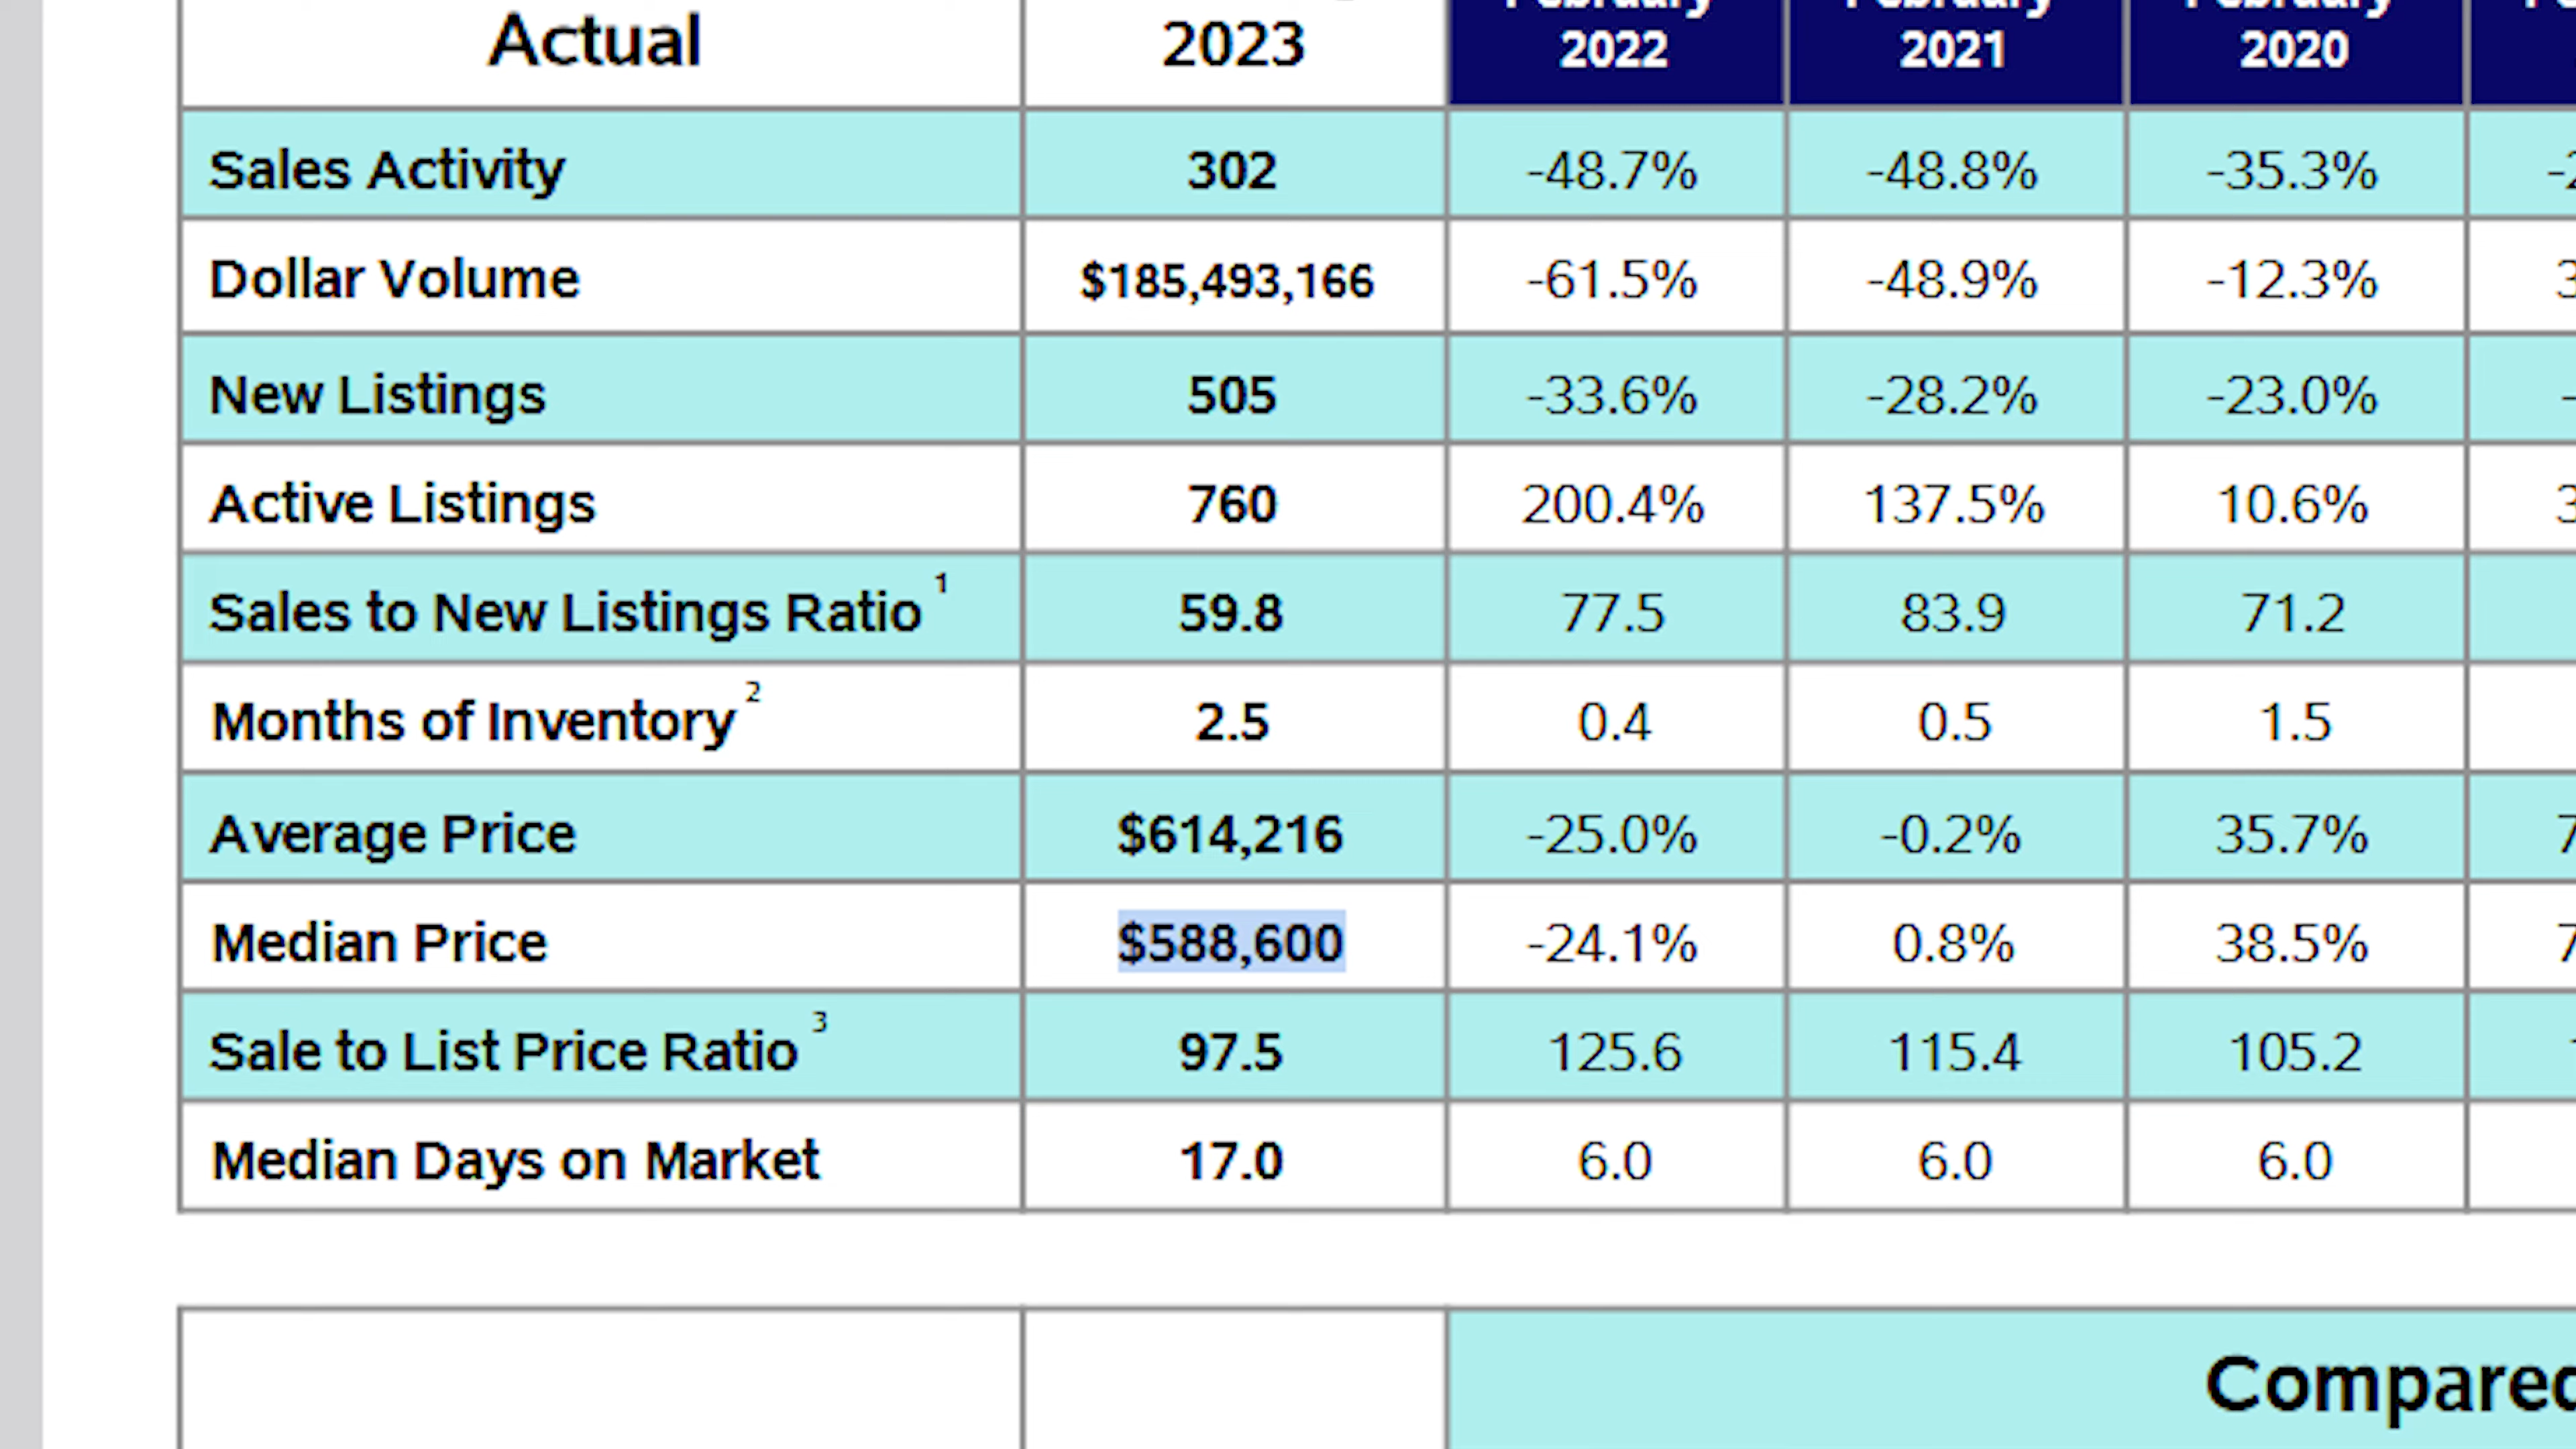 Actual 2023 February 2022 February 2021 February 2020
Sales Activity 302 -48.7% -48.8% -35.3%
Dollar Volume $185,493,166 -61.5% -48.9% -12.3%
New Listings 505 -33.6% -28.2% -23.0%
Active Listings 760 200.4% 137.5% 10.6%
Sales to New Listings Ratio 1 59.8 77.5 83.9 71.2
Months of Inventory 2 2.5 0.4 0.5 1.5
Average Price $614,216 -25.0% -0.2% 35.7%
Median Price $588,600 -24.1% 0.8% 38.5%
Sale to List Price Ratio 3 97.5 125.6 115.4 105.2
Median Days on Market 17.0 6.0 6.0 6.0
Compared